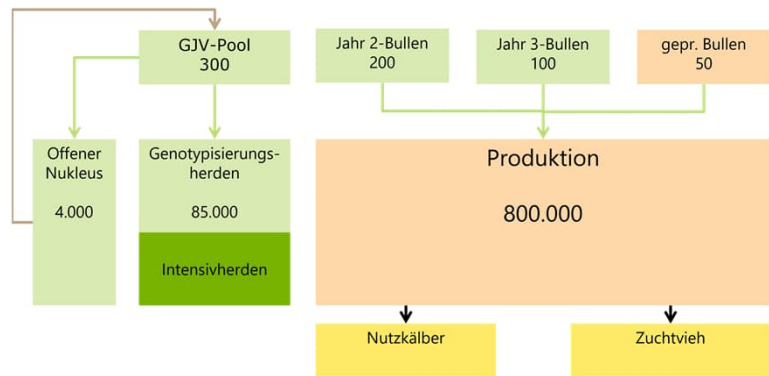 GJV-Pool
300
Jahr 2-Bullen
200
Jahr 3-Bullen
100
gepr. Bullen
50
Offener
Nukleus
4.000
Genotypisierungs-
herden
85.000
Intensivherden
Produktion
800.000
Nutzkälber
Zuchtvieh